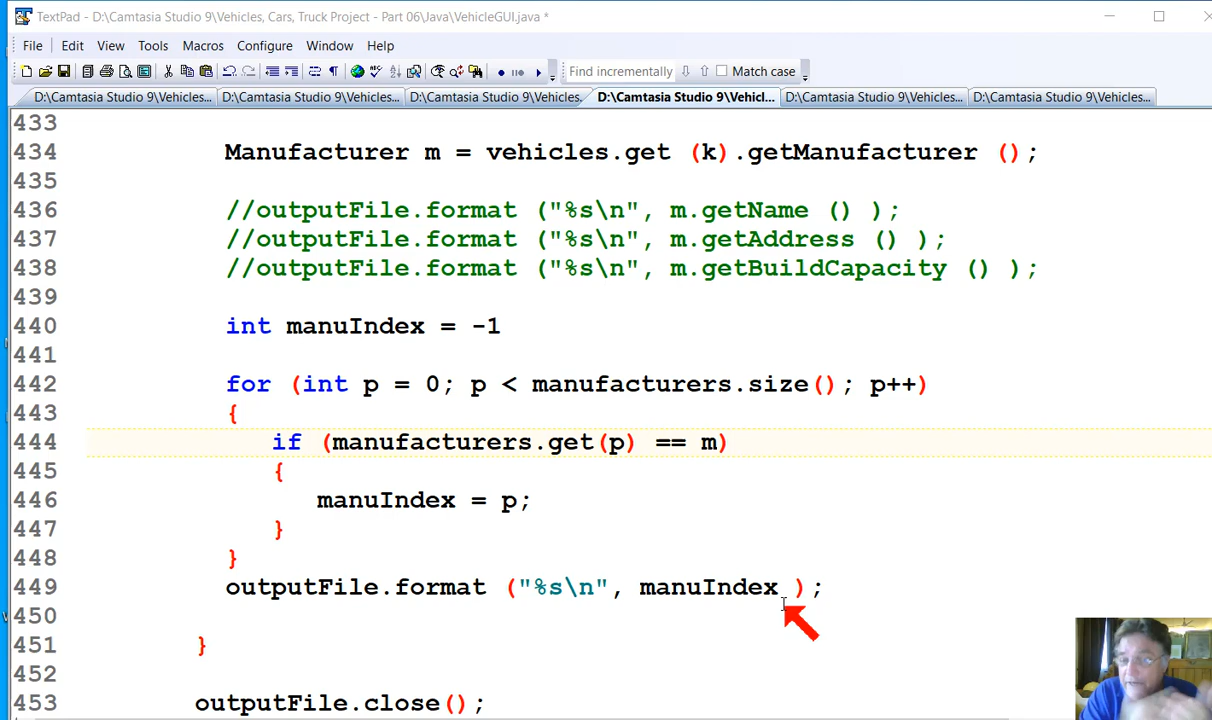 TextPad - D:\Camtasia Studio 9\Vehicles, Cars, Truck Project - Part 06\Java\VehicleGUI.java *
File Edit View Tools Macros Configure Window Help
Find incrementally Match case
D:\Camtasia Studio 9\Vehicles... D:\Camtasia Studio 9\Vehicles... D:\Camtasia Studio 9\Vehicles. D:\Camtasia Studio 9\Vehicl... D:\Camtasia Studio 9\Vehicles... D:\Camtasia Studio 9\Vehicles...
433
434 Manufacturer m = vehicles.get (k).getManufacturer ();
435
436 //outputFile.format ("%s\n", m.getName () );
437 //outputFile.format ("%s\n", m.getAddress () );
438 //outputFile.format ("%s\n", m.getBuildCapacity () );
439
440 int manuIndex = -1
441
442 for (int p = 0; p < manufacturers.size(); p++)
443 {
444 if (manufacturers.get(p) == m)
445 {
446 manuIndex = p;
447 }
448 }
449 outputFile.format ("%s\n", manuIndex );
450
451 }
452
453 outputFile.close();